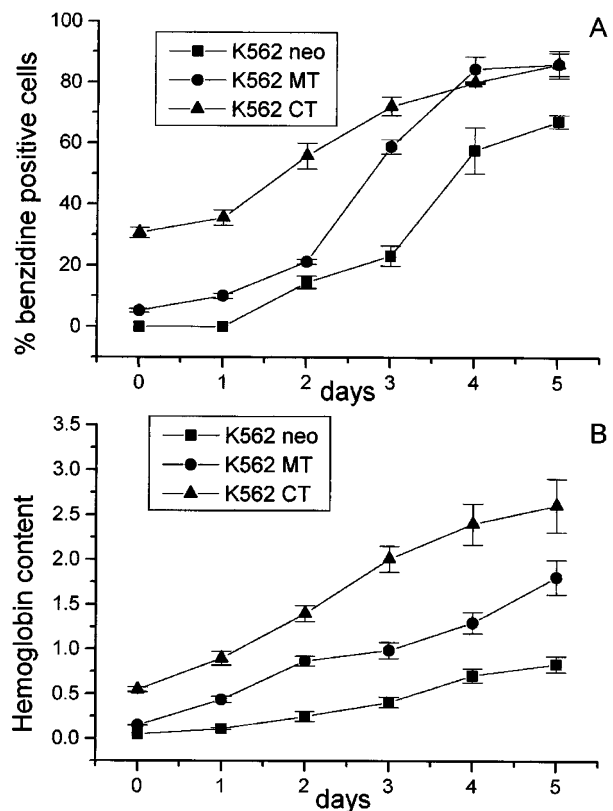 A
% benzidine positive cells
100
80
60
40
20
0
K562 neo
K562 MT
K562 CT
0 1 2 3 4 5
days
B
Hemoglobin content
3.5
3.0
2.5
2.0
1.5
1.0
0.5
0.0
K562 neo
K562 MT
K562 CT
0 1 2 3 4 5
days